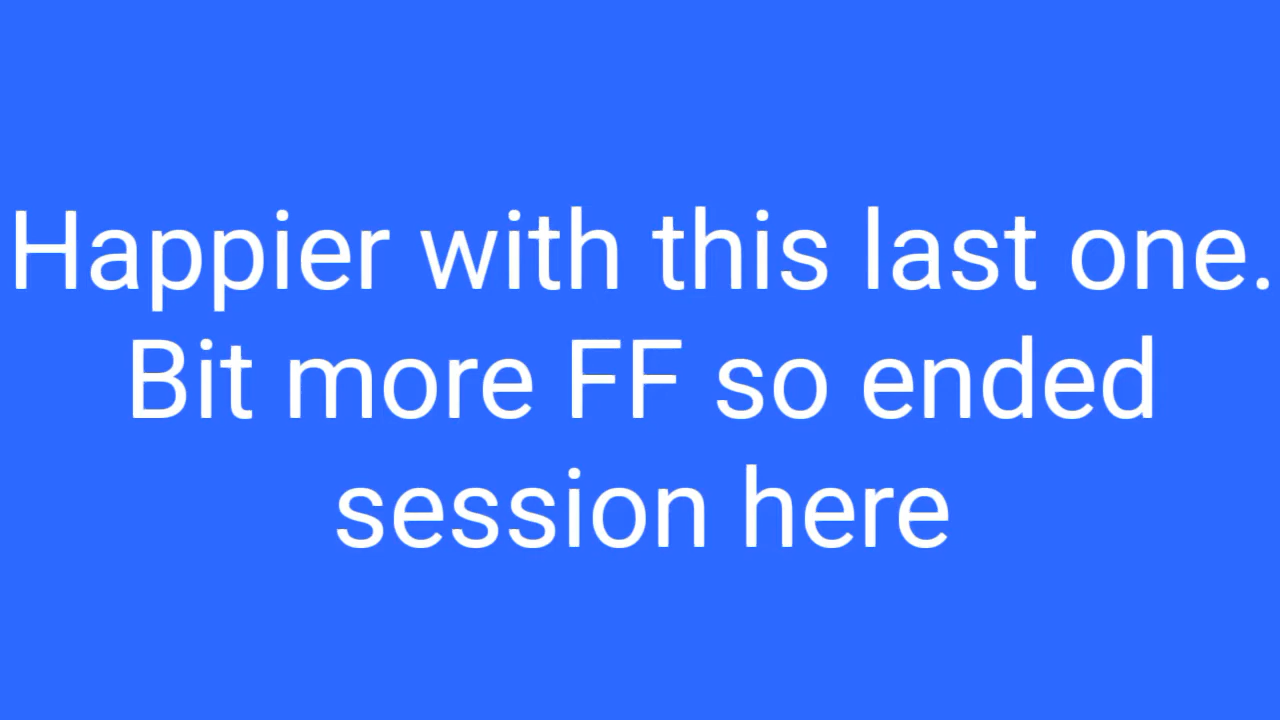 Happier with this last one.
Bit more FF so ended
session here